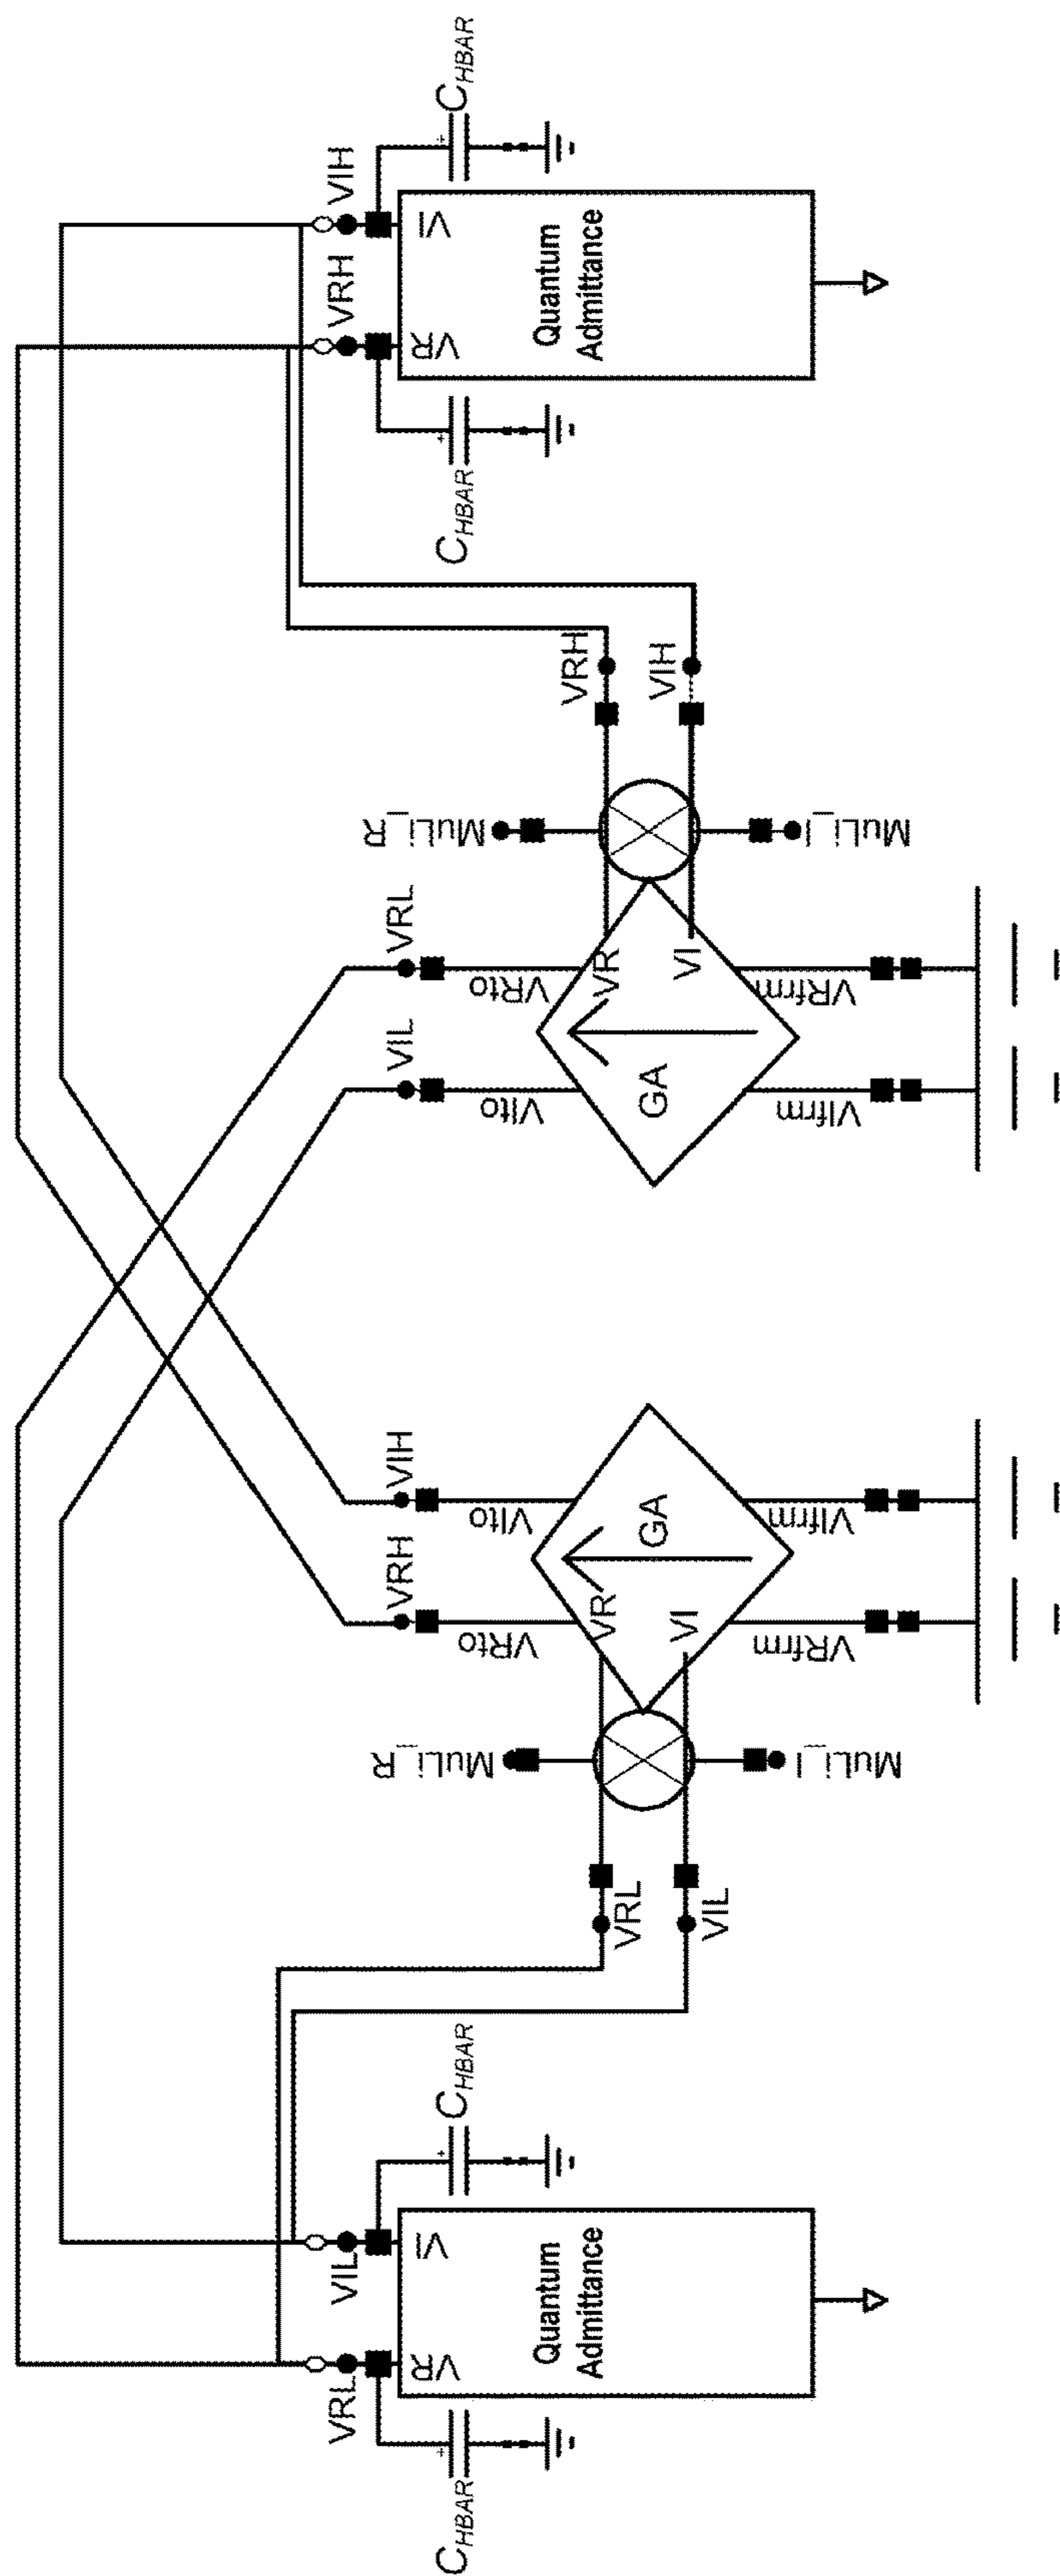 VRL
VIL
VR
VI
Quantum
Admittance
C_HBAR
C_HBAR
VRL
VIL
MuLi_R
MuLi_I
VRH
VIH
VRto
VIto
VR
VI
GA
VRfrm
VIfrm
VIL
VRL
VIto
VRto
GA
VR
VI
VIfrm
VRfrm
MuLi_R
MuLi_I
VRH
VIH
VRH
VIH
VR
VI
Quantum
Admittance
C_HBAR
C_HBAR